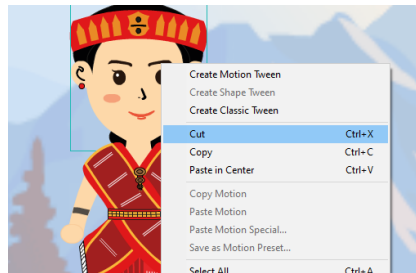 Create Motion Tween
Create Shape Tween
Create Classic Tween
Cut Ctrl+X
Copy Ctrl+C
Paste in Center Ctrl+V
Copy Motion
Paste Motion
Paste Motion Special...
Save as Motion Preset...
Select All Ctrl+A